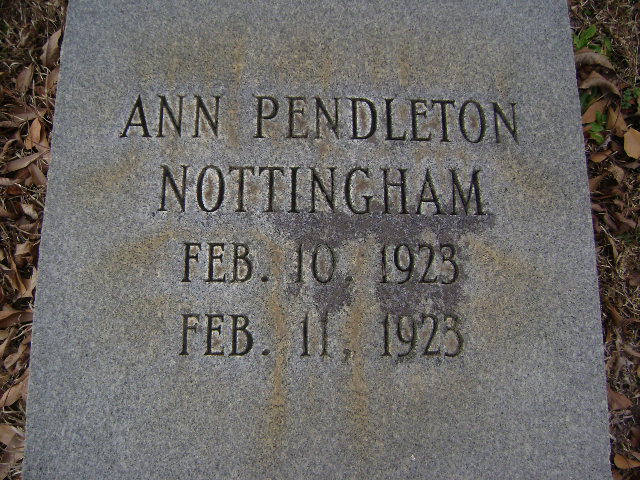 ANN PENDLETON
NOTTINGHAM
FEB. 10, 1923
FEB. 11, 1923